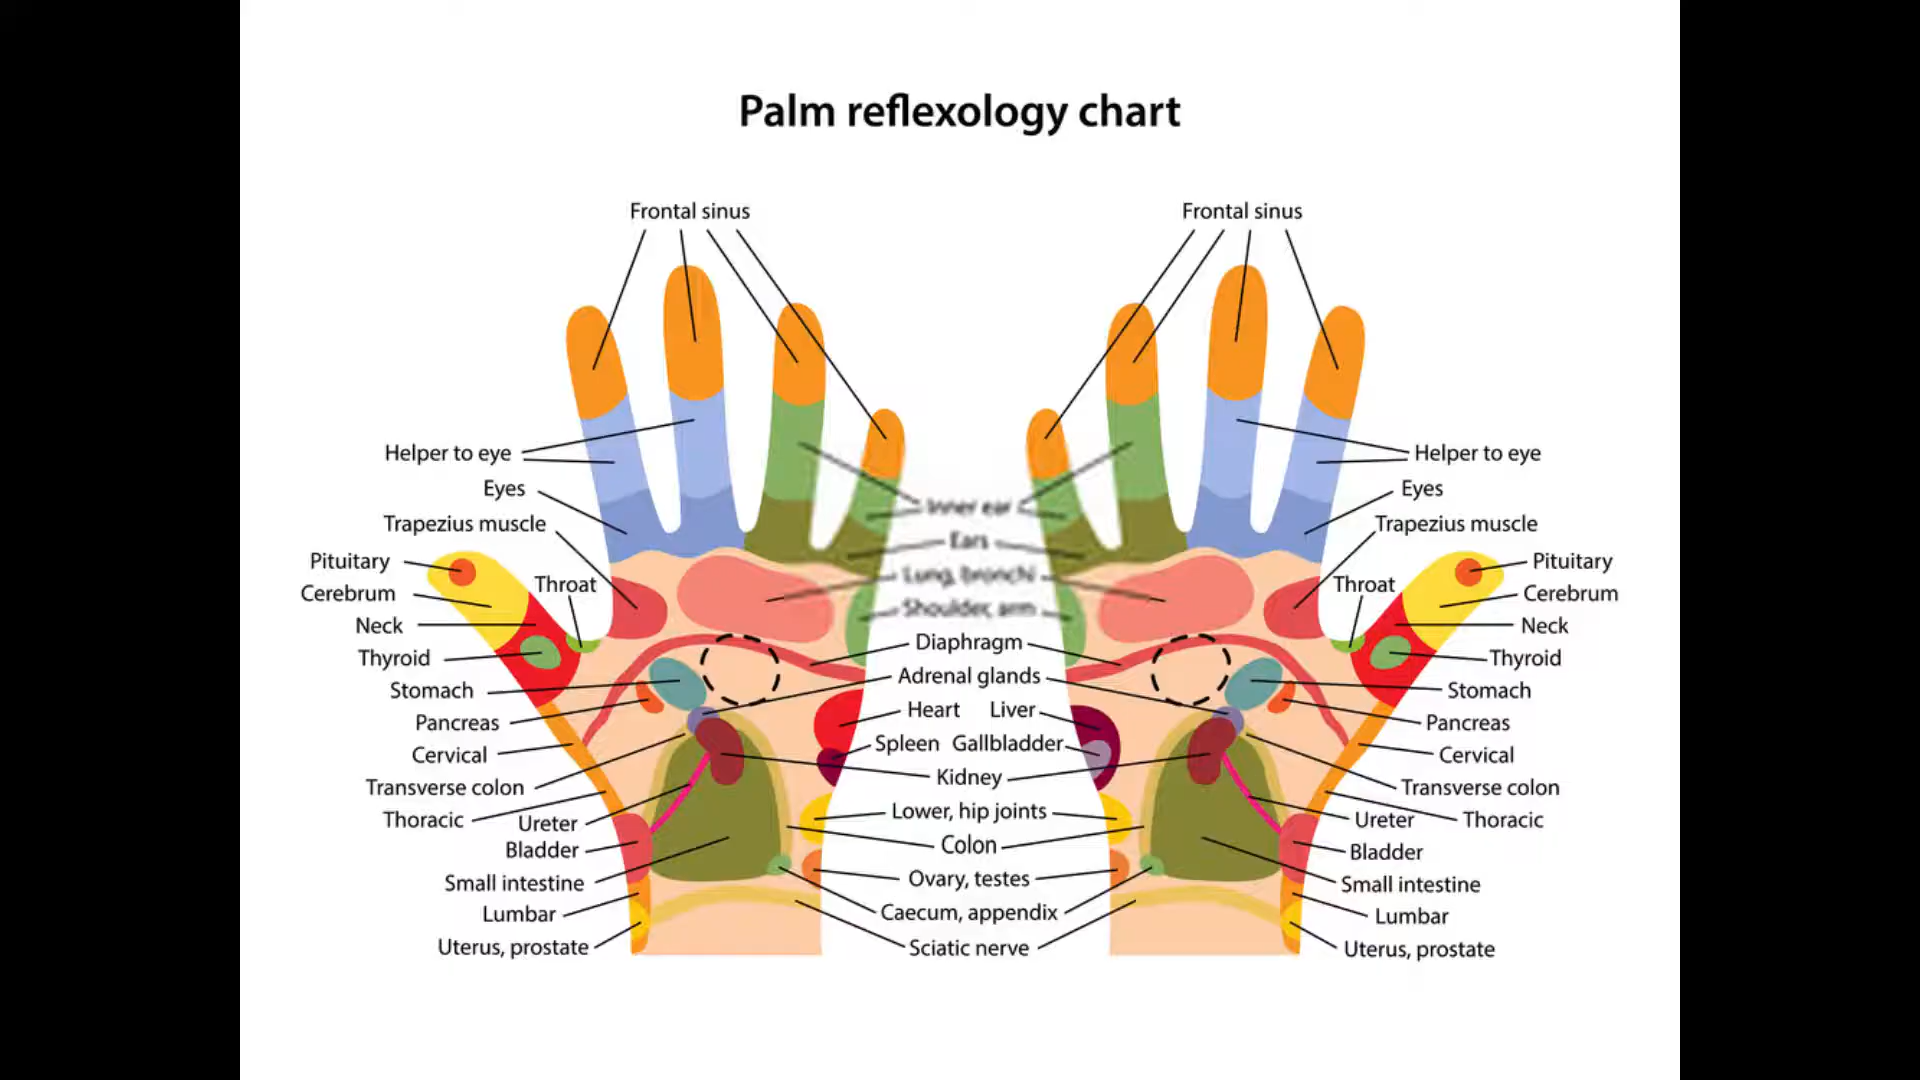 Palm reflexology chart
Frontal sinus
Frontal sinus
Helper to eye
Eyes
Trapezius muscle
Pituitary
Throat
Cerebrum
Neck
Thyroid
Stomach
Pancreas
Cervical
Transverse colon
Thoracic
Ureter
Bladder
Small intestine
Lumbar
Uterus, prostate
Inner ear
Ears
Lung, bronchi
Shoulder, arm
Diaphragm
Adrenal glands
Heart Liver
Spleen Gallbladder
Kidney
Lower, hip joints
Colon
Ovary, testes
Caecum, appendix
Sciatic nerve
Helper to eye
Eyes
Trapezius muscle
Throat
Pituitary
Cerebrum
Neck
Thyroid
Stomach
Pancreas
Cervical
Transverse colon
Ureter
Thoracic
Bladder
Small intestine
Lumbar
Uterus, prostate